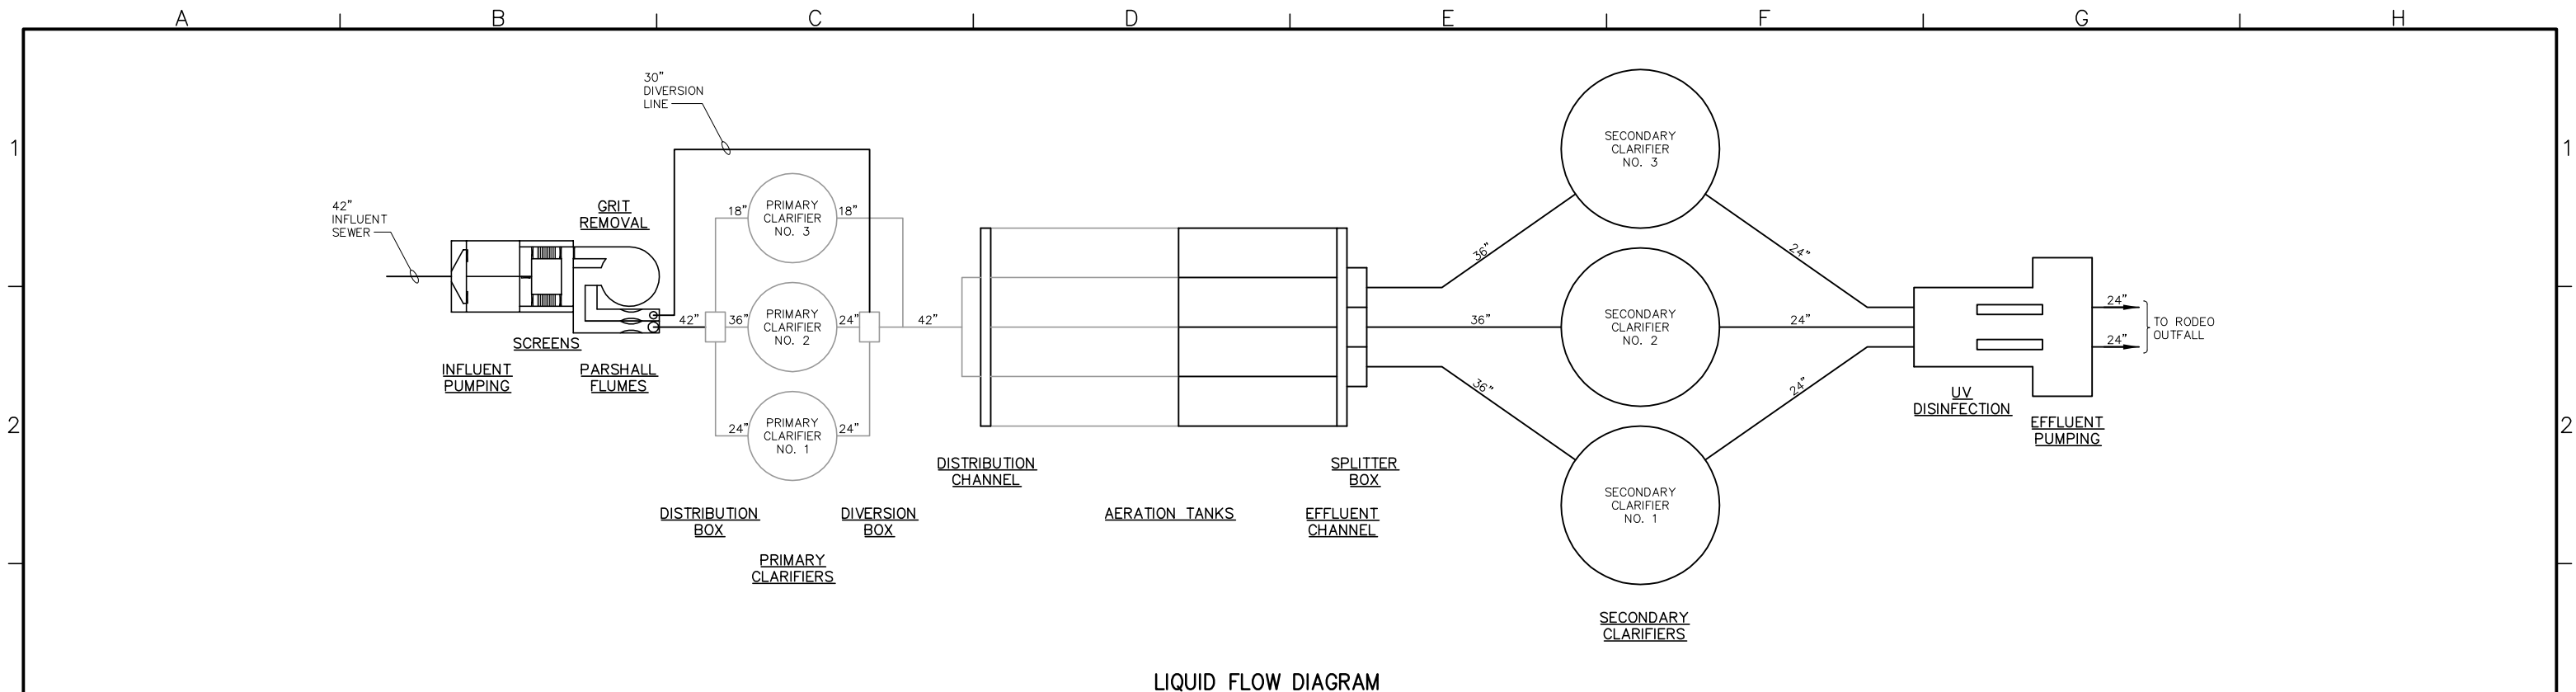 A B C D E F G H
1
1
2
2
42"
INFLUENT
SEWER
30"
DIVERSION
LINE
GRIT
REMOVAL
SCREENS
INFLUENT
PUMPING
PARSHALL
FLUMES
42"
18"
36"
24"
PRIMARY
CLARIFIER
NO. 3
PRIMARY
CLARIFIER
NO. 2
PRIMARY
CLARIFIER
NO. 1
18"
24"
24"
42"
DISTRIBUTION
BOX
DIVERSION
BOX
PRIMARY
CLARIFIERS
DISTRIBUTION
CHANNEL
AERATION TANKS
SPLITTER
BOX
EFFLUENT
CHANNEL
36"
36"
36"
SECONDARY
CLARIFIER
NO. 3
SECONDARY
CLARIFIER
NO. 2
SECONDARY
CLARIFIER
NO. 1
SECONDARY
CLARIFIERS
24"
24"
24"
UV
DISINFECTION
EFFLUENT
PUMPING
24"
24"
TO RODEO
OUTFALL
LIQUID FLOW DIAGRAM